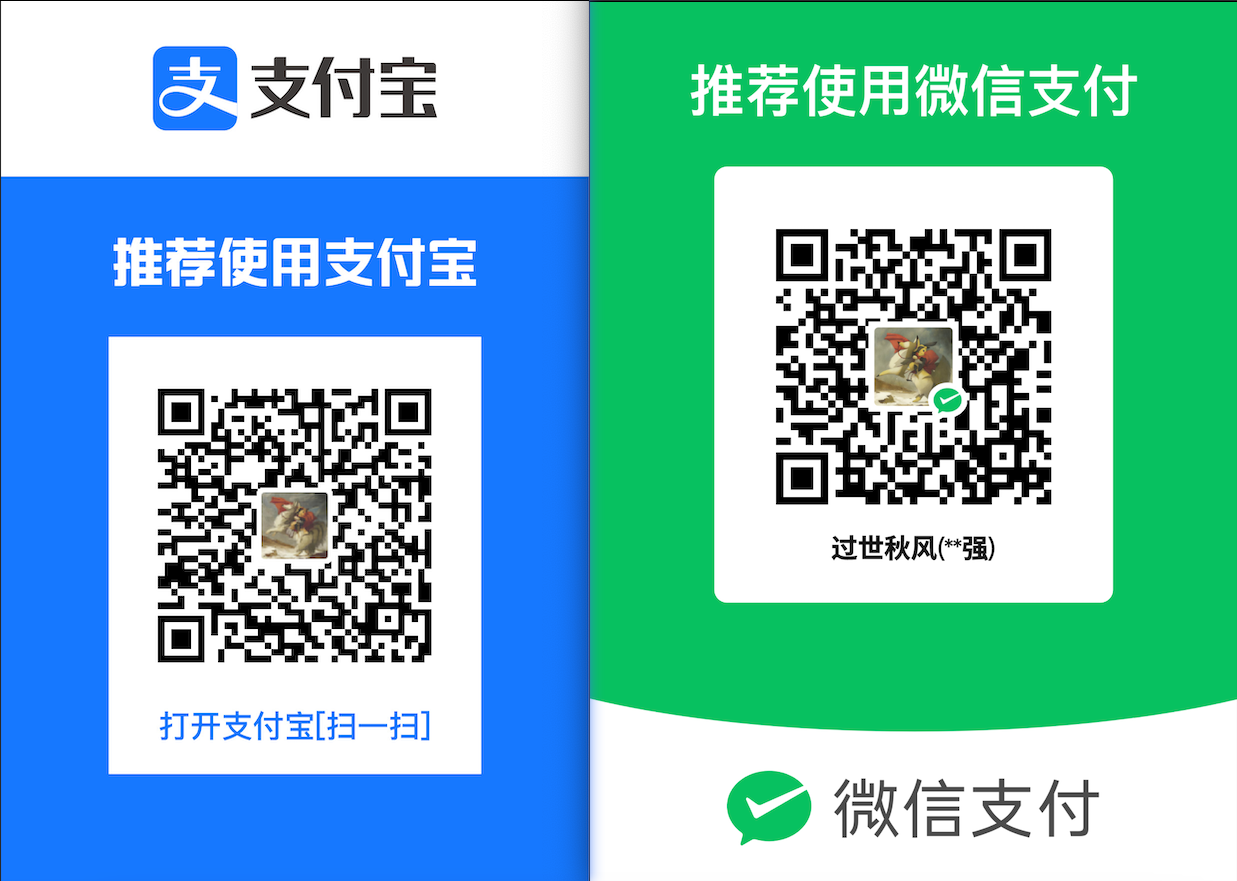 支 支付宝
推荐使用支付宝
打开支付宝[扫一扫]
推荐使用微信支付
过世秋风(**强)
微信支付